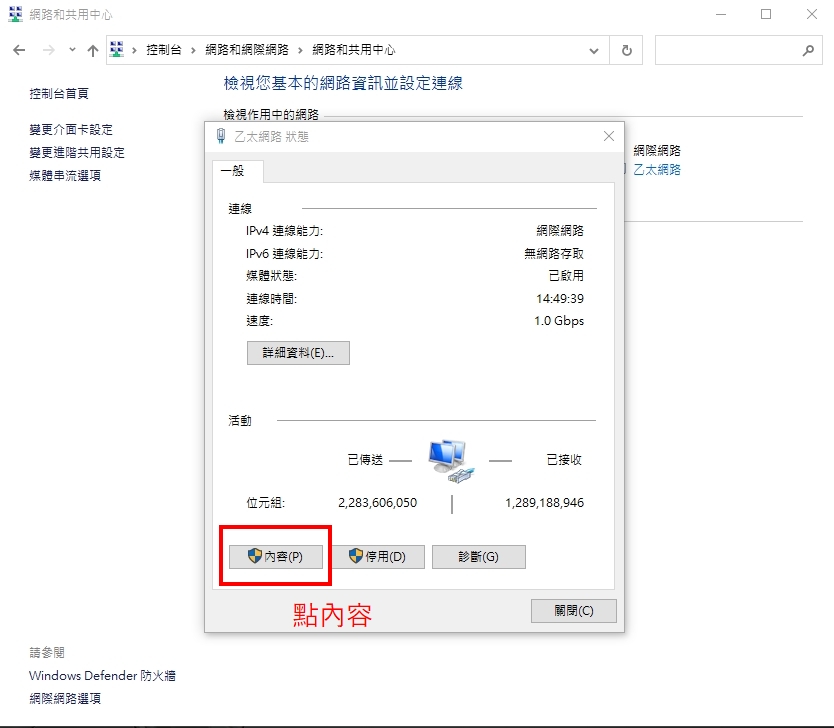 網路和共用中心
控制台 › 網路和網際網路 › 網路和共用中心
控制台首頁
變更介面卡設定
變更進階共用設定
媒體串流選項
檢視您基本的網路資訊並設定連線
檢視作用中的網路
網際網路
乙太網路
乙太網路 狀態
一般
連線
IPv4 連線能力: 網際網路
IPv6 連線能力: 無網路存取
媒體狀態: 已啟用
連線時間: 14:49:39
速度: 1.0 Gbps
詳細資料(E)...
活動
已傳送 — — 已接收
位元組: 2,283,606,050 | 1,289,188,946
內容(P) 停用(D) 診斷(G)
點內容
關閉(C)
請參閱
Windows Defender 防火牆
網際網路選項